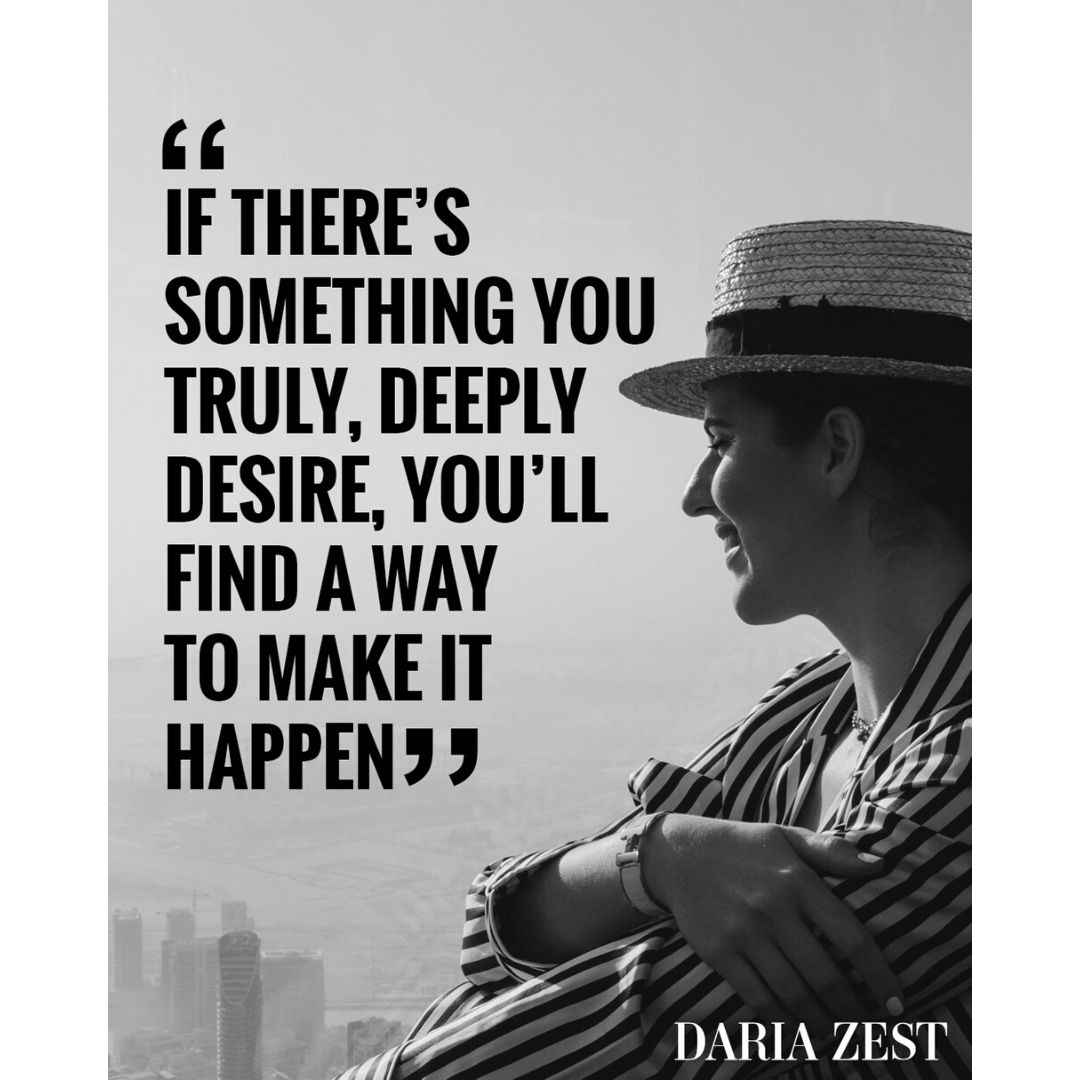 “
IF THERE’S
SOMETHING YOU
TRULY, DEEPLY
DESIRE, YOU’LL
FIND A WAY
TO MAKE IT
HAPPEN”
DARIA ZEST